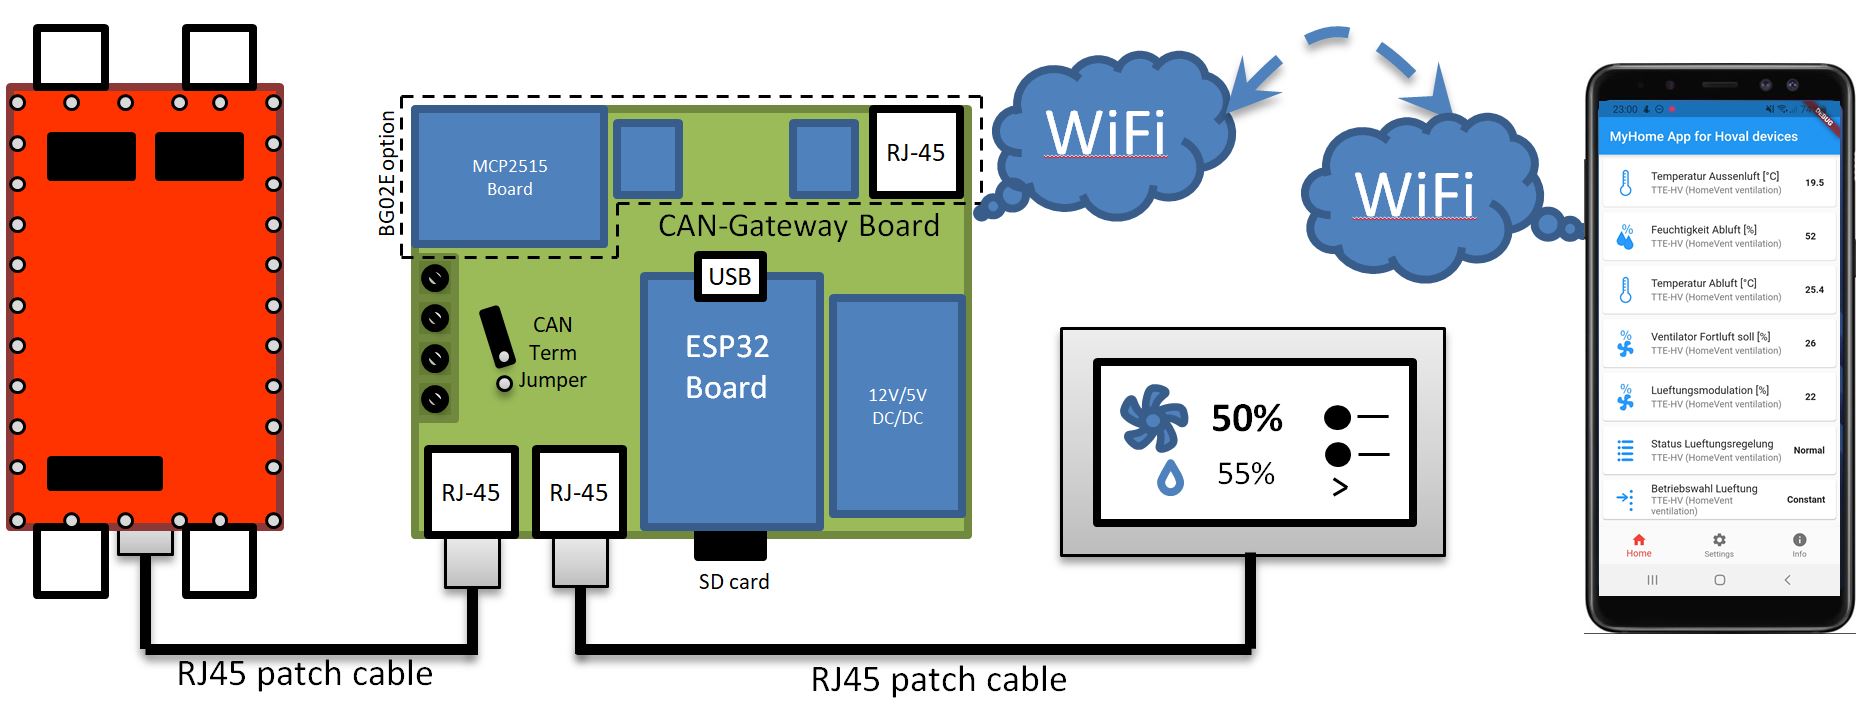 BG02E option
MCP2515
Board
RJ-45
CAN-Gateway Board
USB
CAN
Term
Jumper
ESP32
Board
12V/5V
DC/DC
RJ-45
RJ-45
SD card
RJ45 patch cable
RJ45 patch cable
WiFi
WiFi
50%
55%
>
23:00
DEBUG
MyHome App for Hoval devices
Temperatur Aussenluft [°C]
TTE-HV (HomeVent ventilation)
19.5
%
Feuchtigkeit Abluft [%]
TTE-HV (HomeVent ventilation)
52
Temperatur Abluft [°C]
TTE-HV (HomeVent ventilation)
25.4
%
Ventilator Fortluft soll [%]
TTE-HV (HomeVent ventilation)
26
%
Lueftungsmodulation [%]
TTE-HV (HomeVent ventilation)
22
Status Lueftungsregelung
TTE-HV (HomeVent ventilation)
Normal
Betriebswahl Lueftung
TTE-HV (HomeVent
ventilation)
Constant
Home
Settings
Info